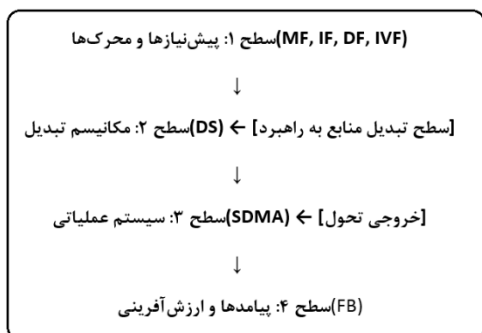 سطح ۱: پیش‌نیازها و محرک‌ها(MF, IF, DF, IVF)
↓
سطح ۲: مکانیسم تبدیل(DS) ← [سطح تبدیل منابع به راهبرد]
↓
سطح ۳: سیستم عملیاتی(SDMA) ← [خروجی تحول]
↓
سطح ۴: پیامدها و ارزش‌آفرینی(FB)